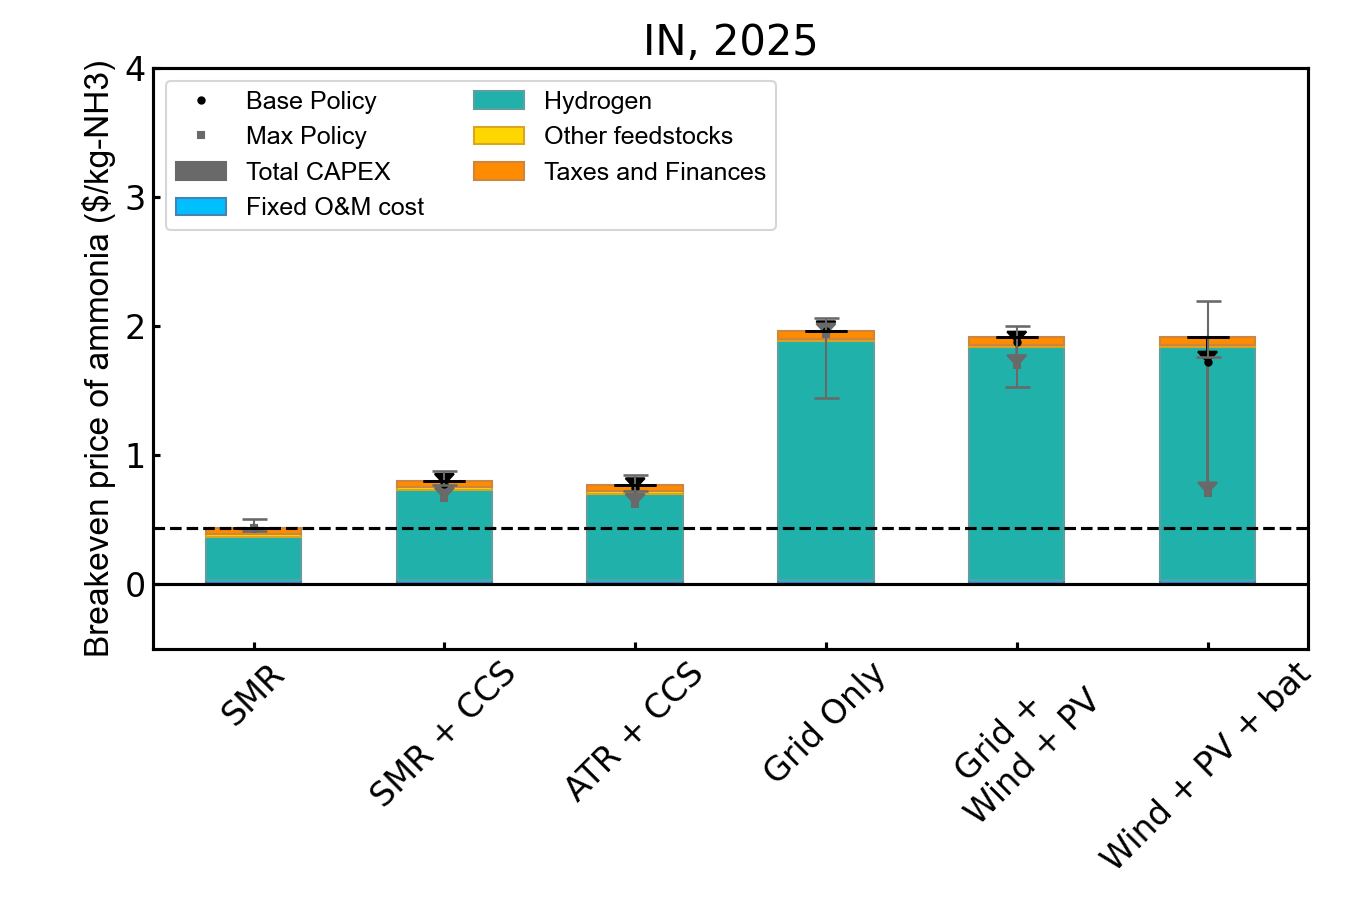 IN, 2025
Breakeven price of ammonia ($/kg-NH3)
4
3
2
1
0
Base Policy
Max Policy
Total CAPEX
Fixed O&M cost
Hydrogen
Other feedstocks
Taxes and Finances
SMR
SMR + CCS
ATR + CCS
Grid Only
Grid +
Wind + PV
Wind + PV + bat